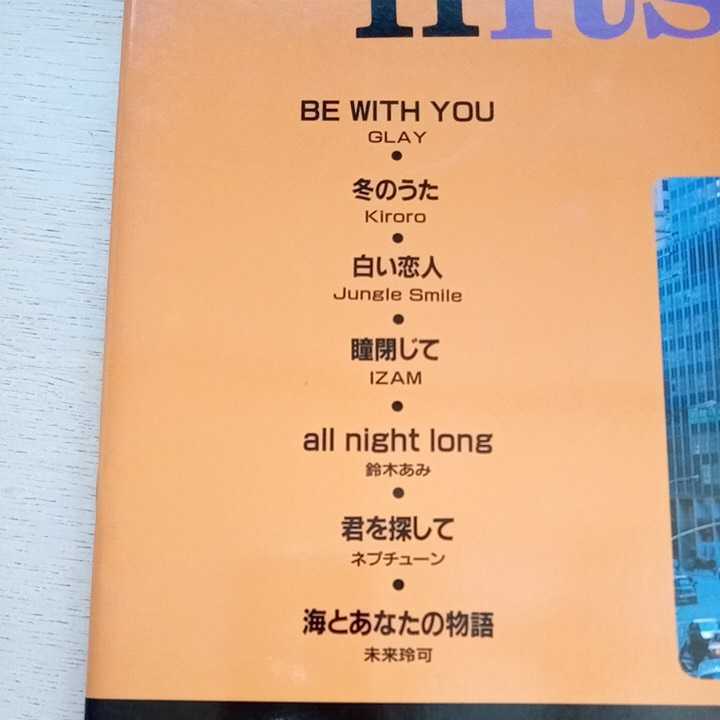 BE WITH YOU
GLAY
冬のうた
Kiroro
白い恋人
Jungle Smile
瞳閉じて
IZAM
all night long
鈴木あみ
君を探して
ネプチューン
海とあなたの物語
未来玲可